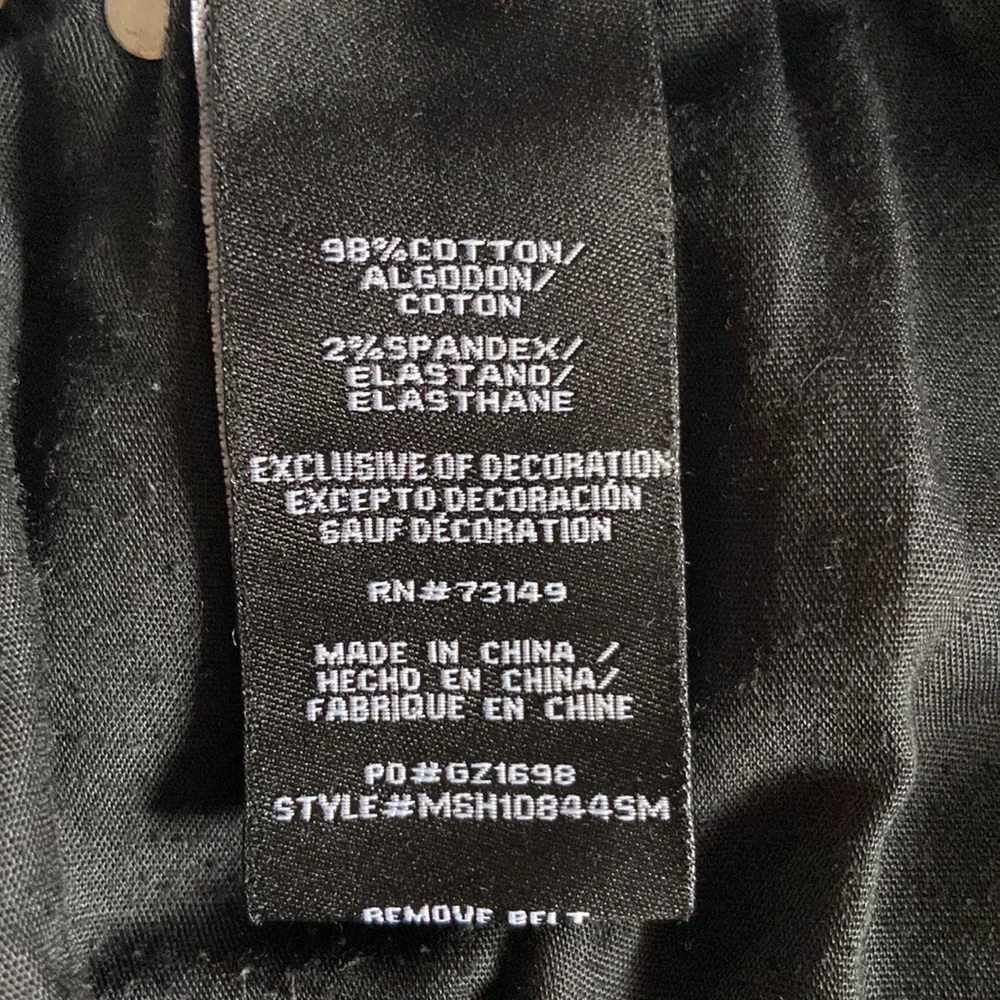 98%COTTON/
ALGODON/
COTON
2%SPANDEX/
ELASTANO/
ELASTHANE
EXCLUSIVE OF DECORATION
EXCEPTO DECORACIÓN
SAUF DÉCORATION
RN#73149
MADE IN CHINA /
HECHO EN CHINA/
FABRIQUE EN CHINE
PO#GZ1698
STYLE#MSH10844SM
REMOVE BELT